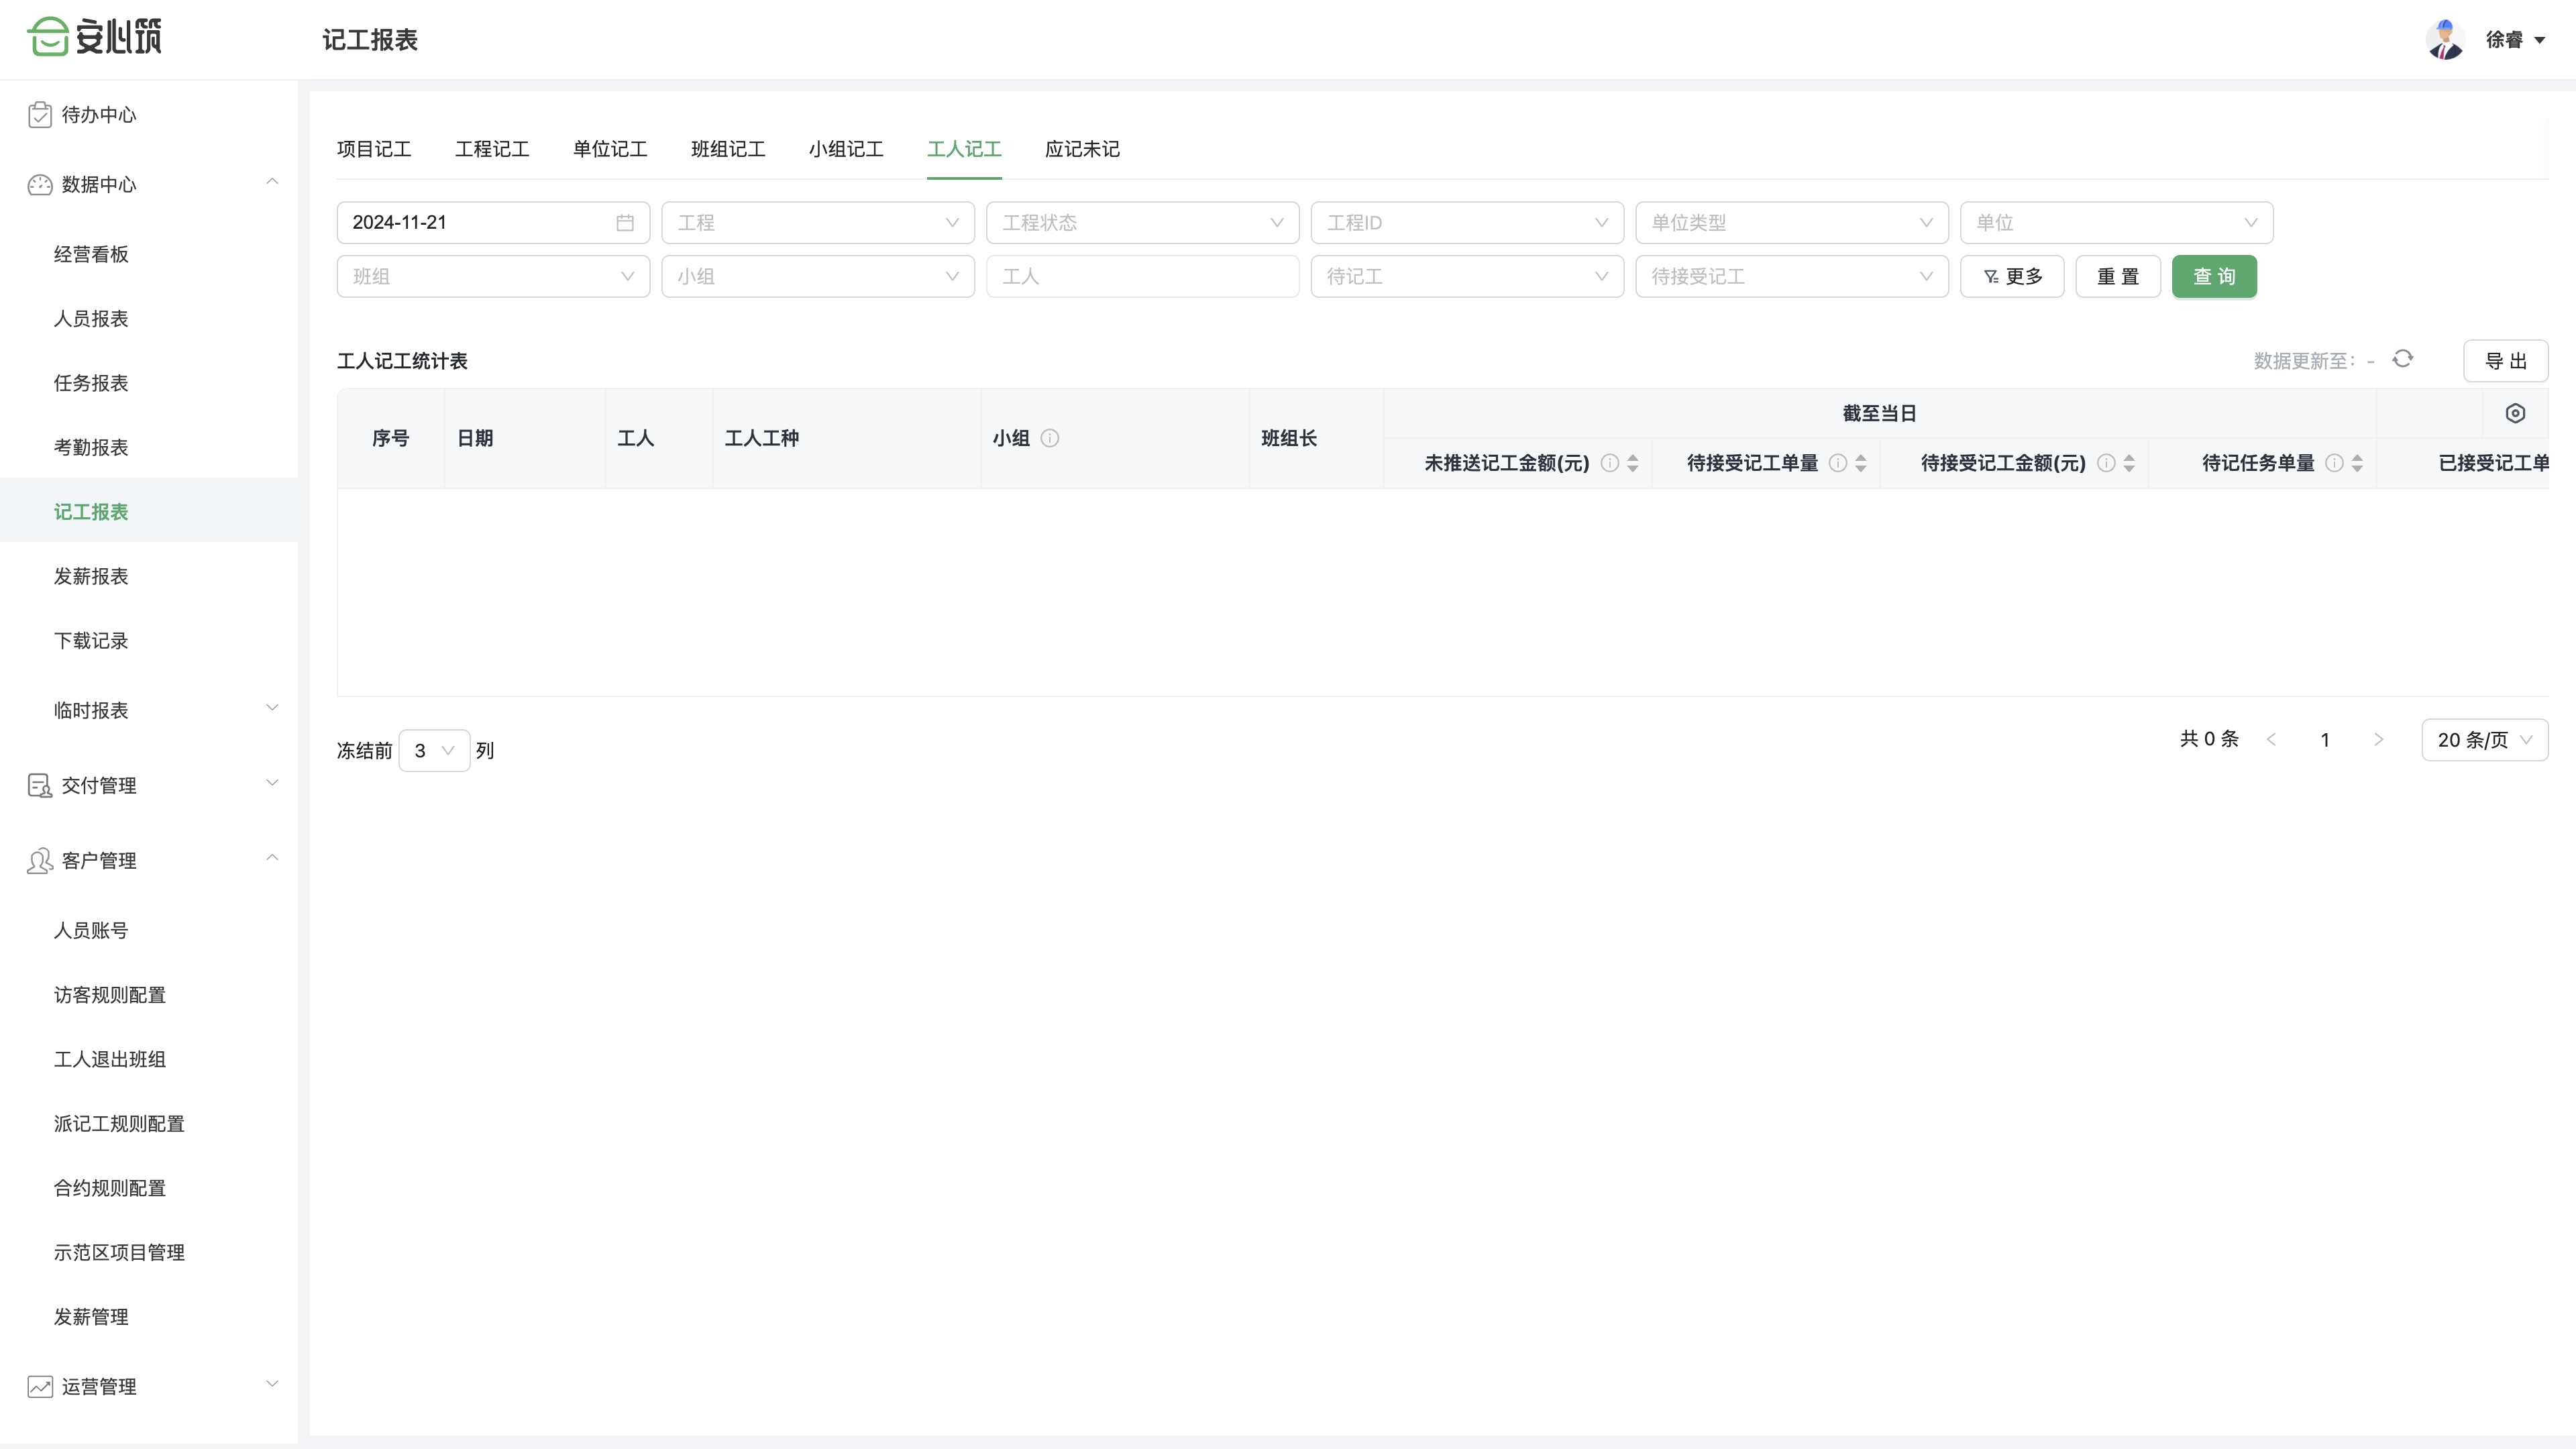 安心筑
记工报表
徐睿
待办中心
数据中心
经营看板
人员报表
任务报表
考勤报表
记工报表
发薪报表
下载记录
临时报表
交付管理
客户管理
人员账号
访客规则配置
工人退出班组
派记工规则配置
合约规则配置
示范区项目管理
发薪管理
运营管理
项目记工 工程记工 单位记工 班组记工 小组记工 工人记工 应记未记
2024-11-21 工程 工程状态 工程ID 单位类型 单位
班组 小组 工人 待记工 待接受记工 更多 重 置 查 询
工人记工统计表 数据更新至: - 导 出
序号 日期 工人 工人工种 小组 班组长 截至当日
未推送记工金额(元) 待接受记工单量 待接受记工金额(元) 待记任务单量 已接受记工单
冻结前 3 列 共 0 条 1 20 条/页